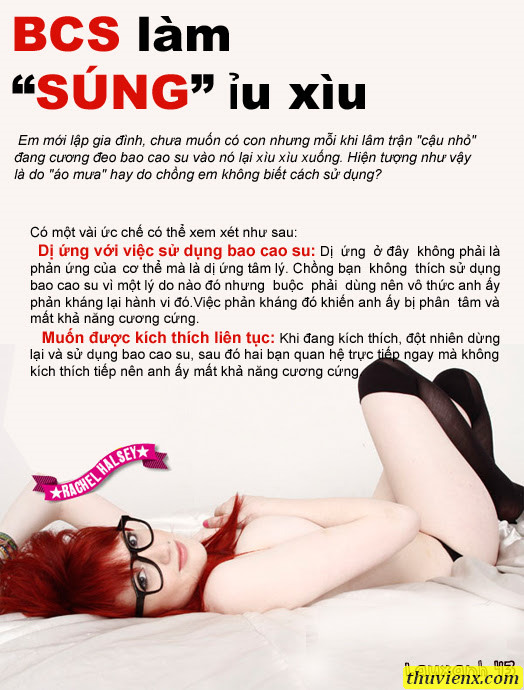 BCS làm
“SÚNG” ỉu xìu
Em mới lập gia đình, chưa muốn có con nhưng mỗi khi lâm trận "cậu nhỏ"
đang cương đeo bao cao su vào nó lại xìu xìu xuống. Hiện tượng như vậy
là do "áo mưa" hay do chồng em không biết cách sử dụng?
Có một vài ức chế có thể xem xét như sau:
Dị ứng với việc sử dụng bao cao su: Dị ứng ở đây không phải là
phản ứng của cơ thể mà là dị ứng tâm lý. Chồng bạn không thích sử dụng
bao cao su vì một lý do nào đó nhưng buộc phải dùng nên vô thức anh ấy
phản kháng lại hành vi đó.Việc phản kháng đó khiến anh ấy bị phân tâm và
mất khả năng cương cứng.
Muốn được kích thích liên tục: Khi đang kích thích, đột nhiên dừng
lại và sử dụng bao cao su, sau đó hai bạn quan hệ trực tiếp ngay mà không
kích thích tiếp nên anh ấy mất khả năng cương cứng.
★RACHEL HALSEY★
thuvienx.com